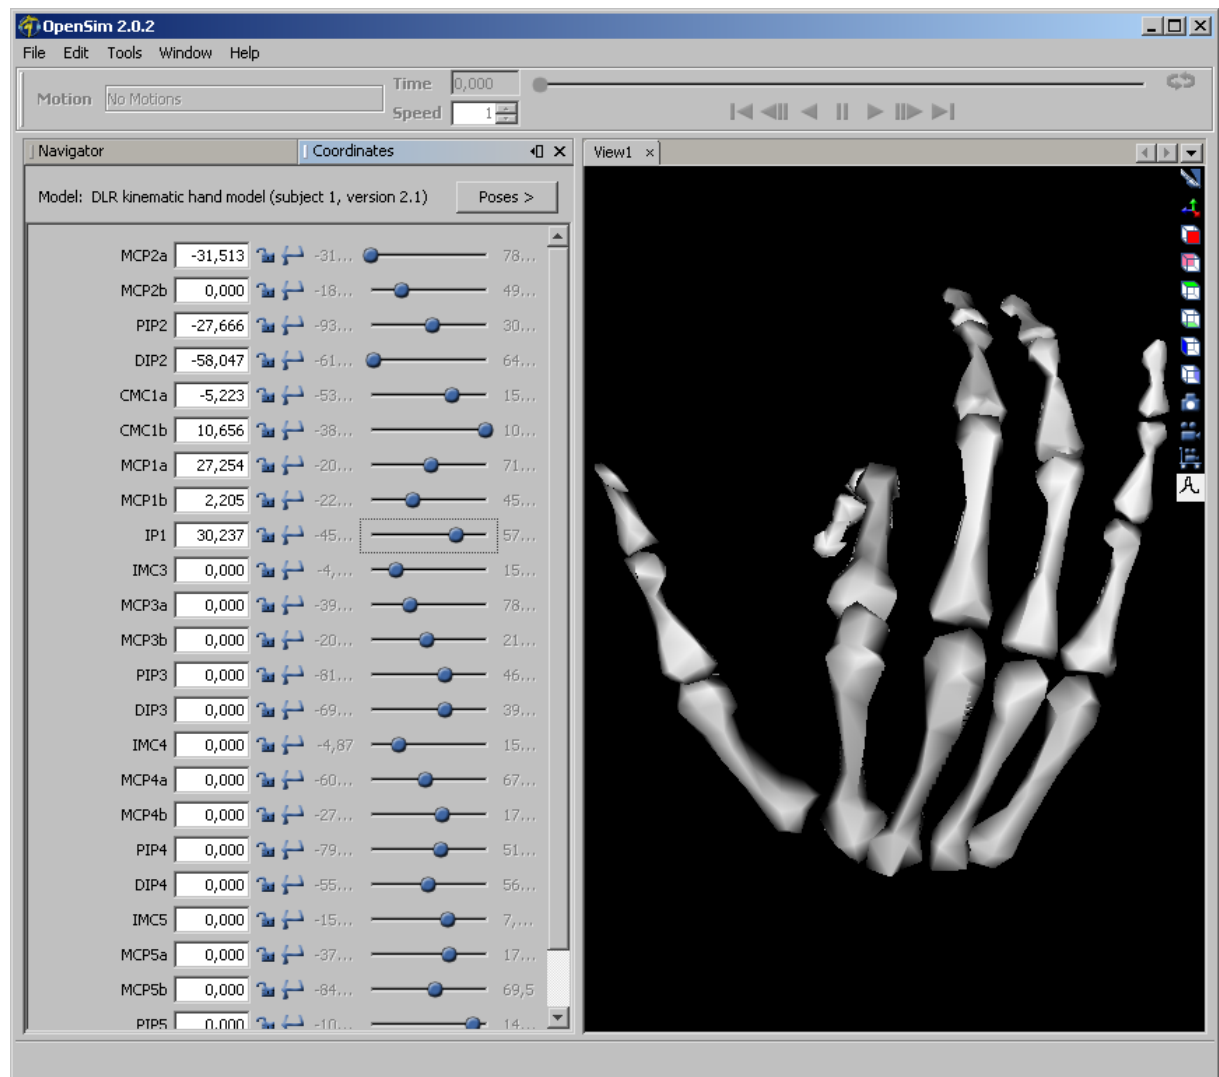 OpenSim 2.0.2
File Edit Tools Window Help
Motion No Motions Time 0,000
Speed 1
Navigator Coordinates View1
Model: DLR kinematic hand model (subject 1, version 2.1) Poses >
MCP2a -31,513 -31... 78...
MCP2b 0,000 -18... 49...
PIP2 -27,666 -93... 30...
DIP2 -58,047 -61... 64...
CMC1a -5,223 -53... 15...
CMC1b 10,656 -38... 10...
MCP1a 27,254 -20... 71...
MCP1b 2,205 -22... 45...
IP1 30,237 -45... 57...
IMC3 0,000 -4,... 15...
MCP3a 0,000 -39... 78...
MCP3b 0,000 -20... 21...
PIP3 0,000 -81... 46...
DIP3 0,000 -69... 39...
IMC4 0,000 -4,87 15...
MCP4a 0,000 -60... 67...
MCP4b 0,000 -27... 17...
PIP4 0,000 -79... 51...
DIP4 0,000 -55... 56...
IMC5 0,000 -15... 7,...
MCP5a 0,000 -37... 17...
MCP5b 0,000 -84... 69,5
PIP5 0,000 -10... 14...